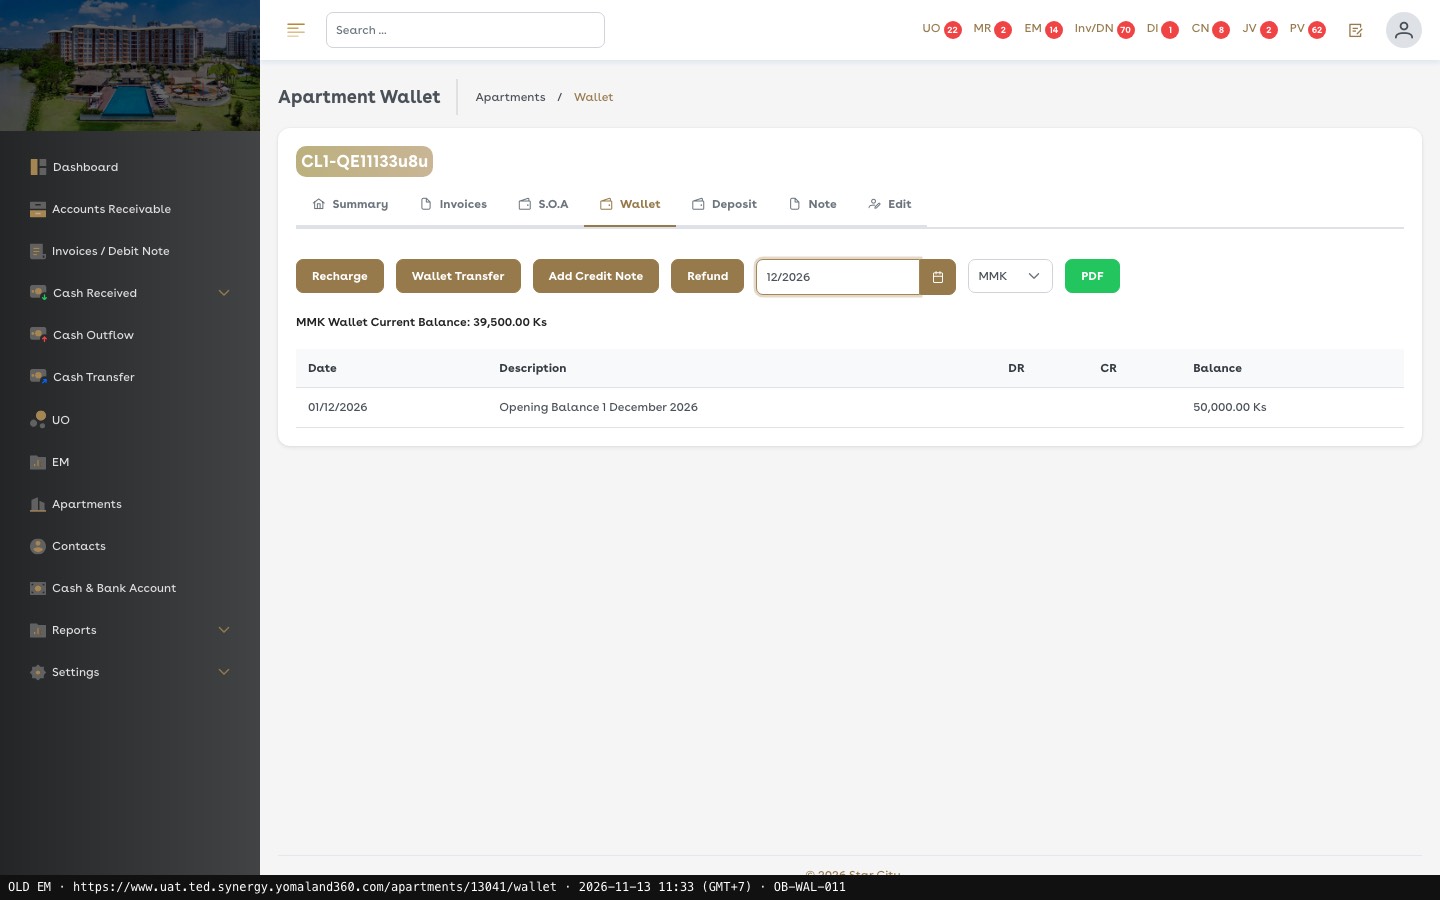 Search ...
UO 22 MR 2 EM 14 Inv/DN 70 DI 1 CN 8 JV 2 PV 62
Apartment Wallet
Apartments / Wallet
Dashboard
Accounts Receivable
Invoices / Debit Note
Cash Received
Cash Outflow
Cash Transfer
UO
EM
Apartments
Contacts
Cash & Bank Account
Reports
Settings
CL1-QE11133u8u
Summary Invoices S.O.A Wallet Deposit Note Edit
Recharge Wallet Transfer Add Credit Note Refund 12/2026 MMK PDF
MMK Wallet Current Balance: 39,500.00 Ks
Date Description DR CR Balance
01/12/2026 Opening Balance 1 December 2026 50,000.00 Ks
© 2026 Star City
OLD EM · https://www.uat.ted.synergy.yomaland360.com/apartments/13041/wallet · 2026-11-13 11:33 (GMT+7) · OB-WAL-011